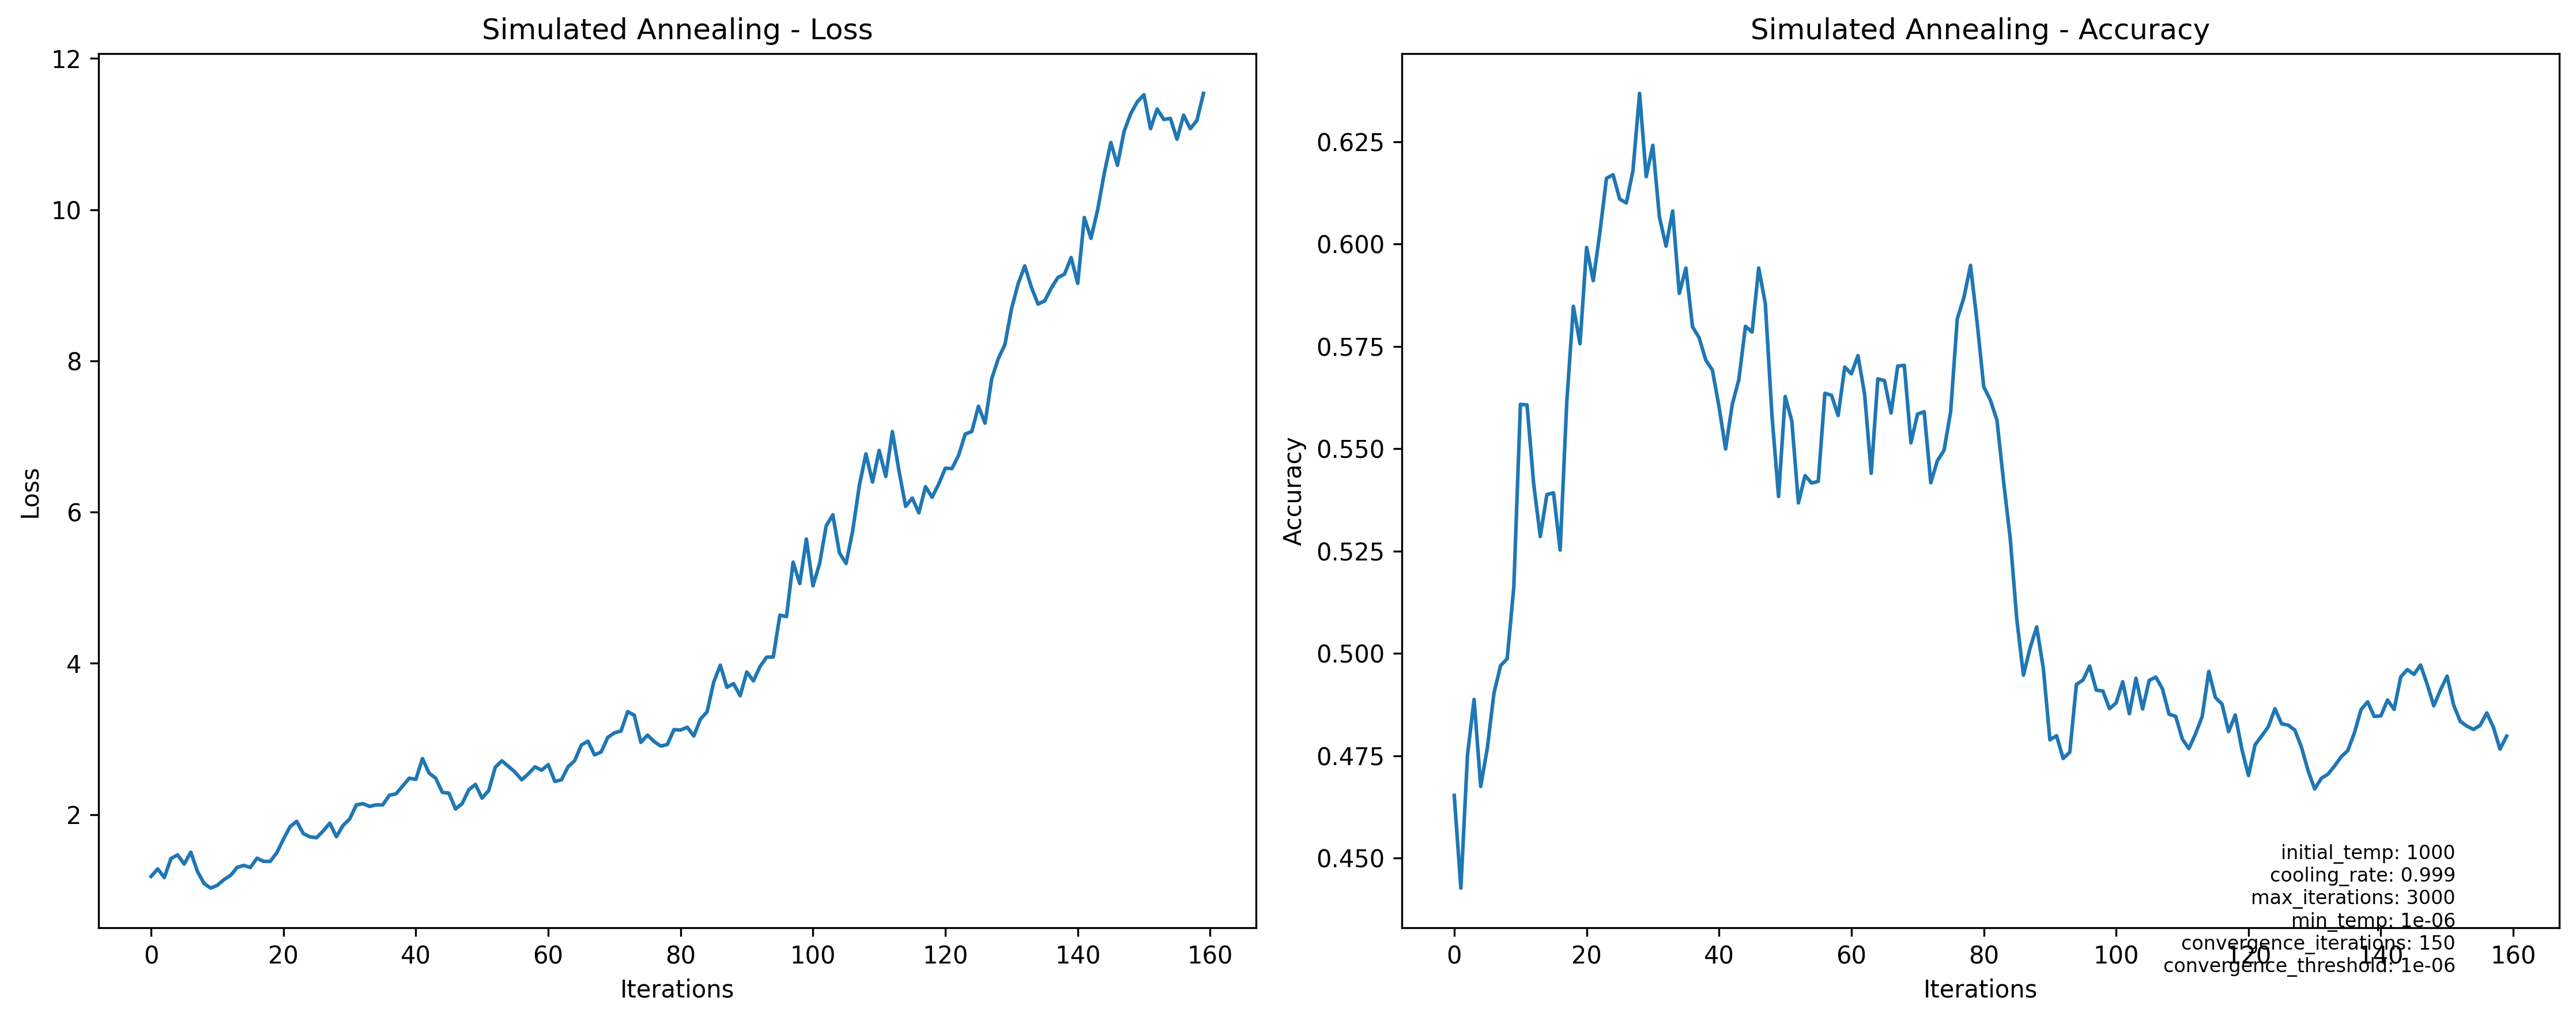 Simulated Annealing - Loss
12
10
8
6
4
2
Loss
0 20 40 60 80 100 120 140 160
Iterations
Simulated Annealing - Accuracy
0.625
0.600
0.575
0.550
0.525
0.500
0.475
0.450
Accuracy
initial_temp: 1000
cooling_rate: 0.999
max_iterations: 3000
min_temp: 1e-06
convergence_iterations: 150
convergence_threshold: 1e-06
0 20 40 60 80 100 120 140 160
Iterations